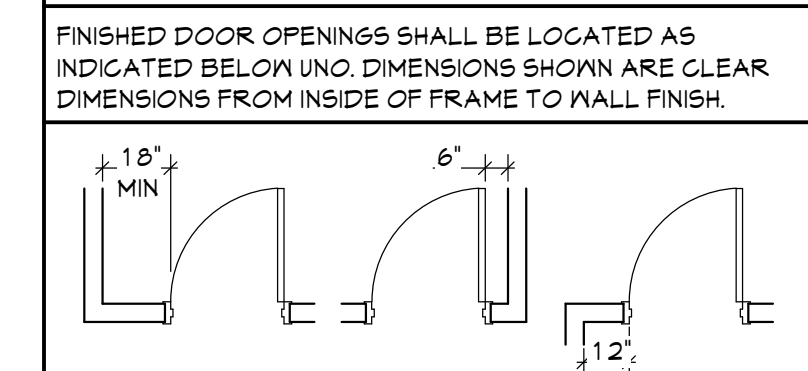 FINISHED DOOR OPENINGS SHALL BE LOCATED AS
INDICATED BELOW UNO. DIMENSIONS SHOWN ARE CLEAR
DIMENSIONS FROM INSIDE OF FRAME TO WALL FINISH.
18"
MIN
6"
12"